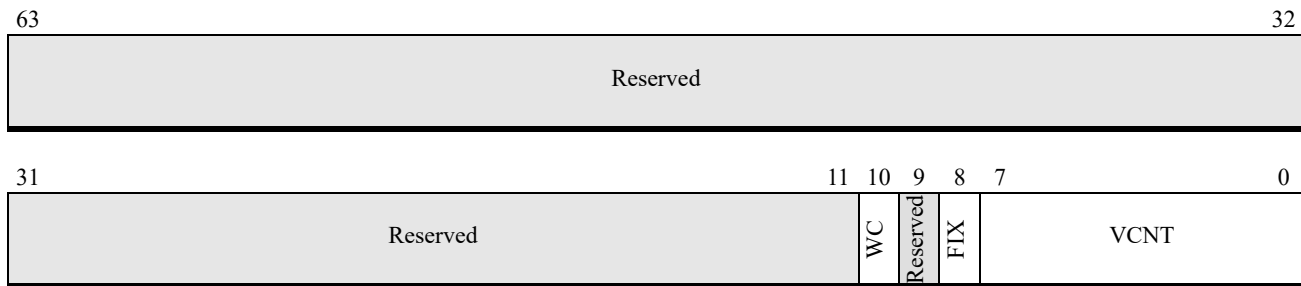 63 32
Reserved
31 11 10 9 8 7 0
Reserved WC Reserved FIX VCNT